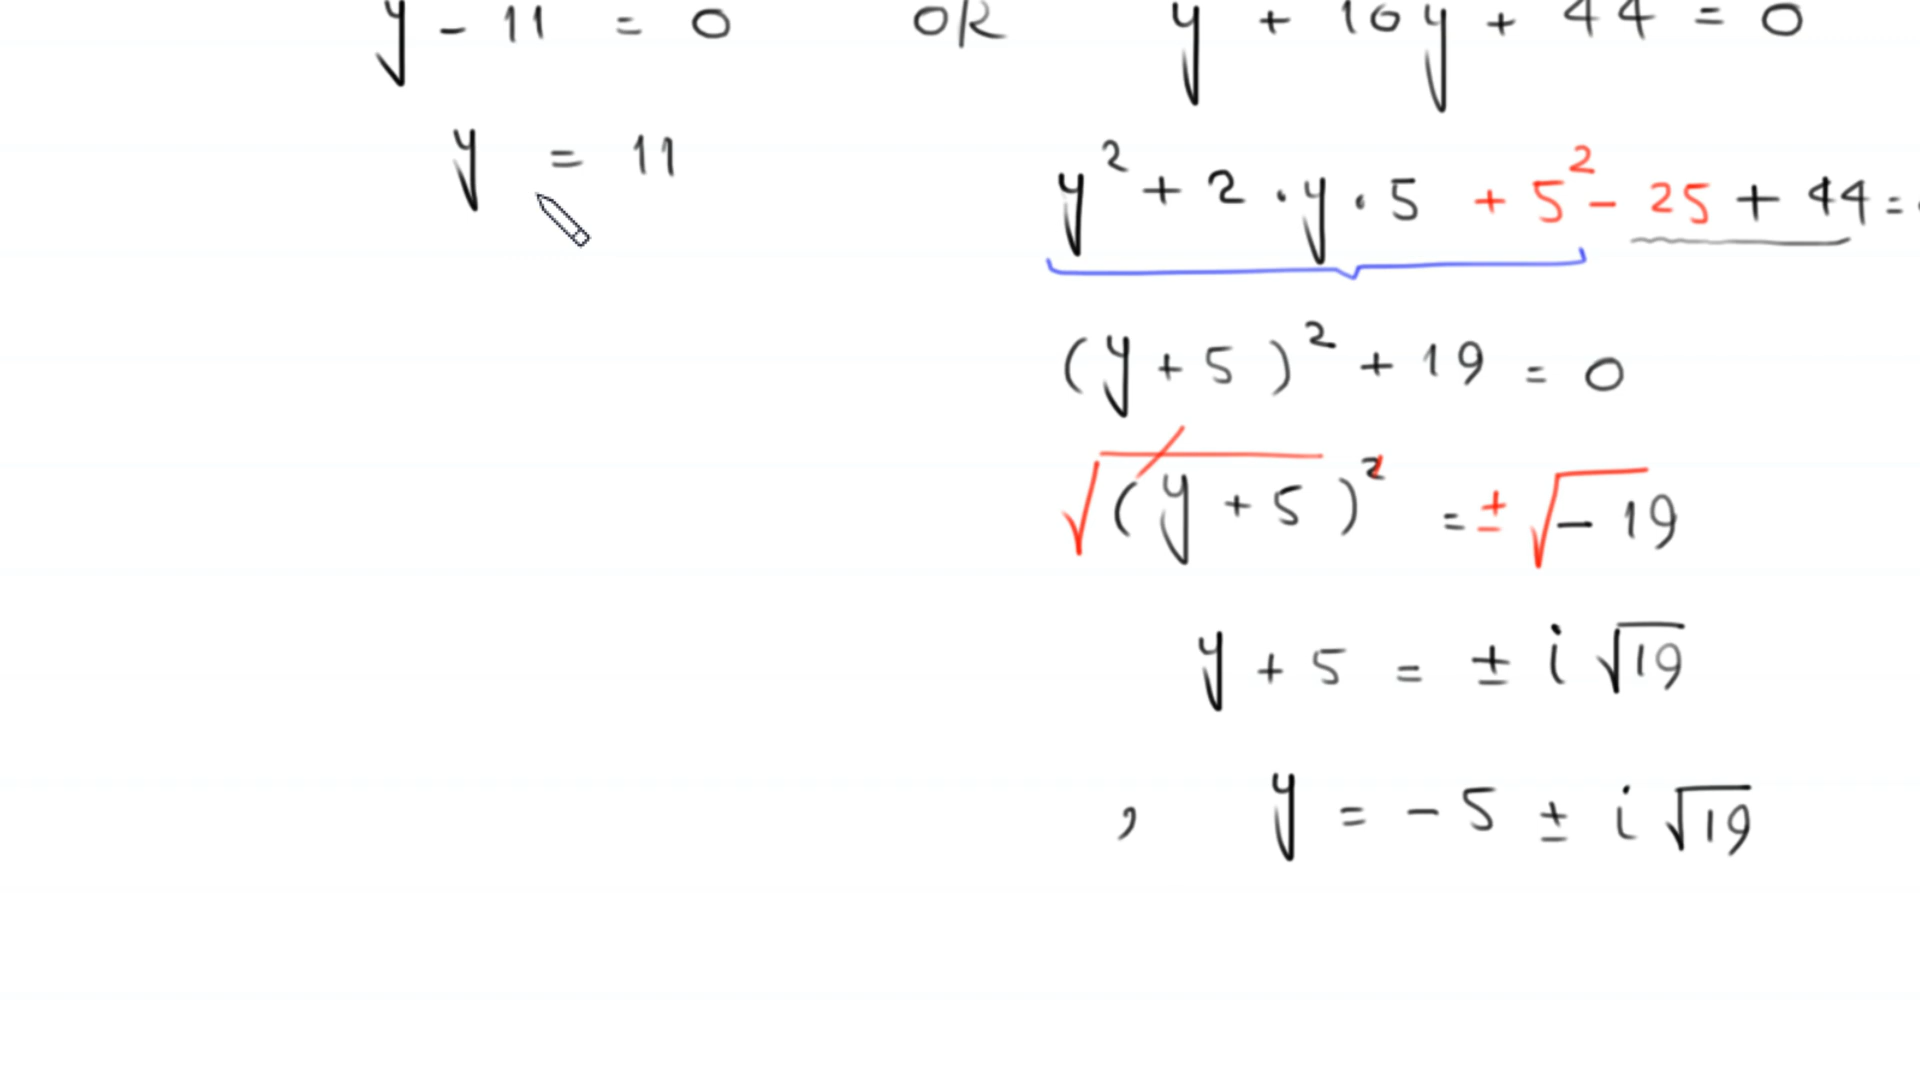 y - 11 = 0 OR y + 10y + 44 = 0
y = 11
y² + 2 · y · 5 + 5² - 25 + 44 =
(y + 5)² + 19 = 0
√(y + 5)² = ± √- 19
y + 5 = ± i √19
, y = - 5 ± i √19